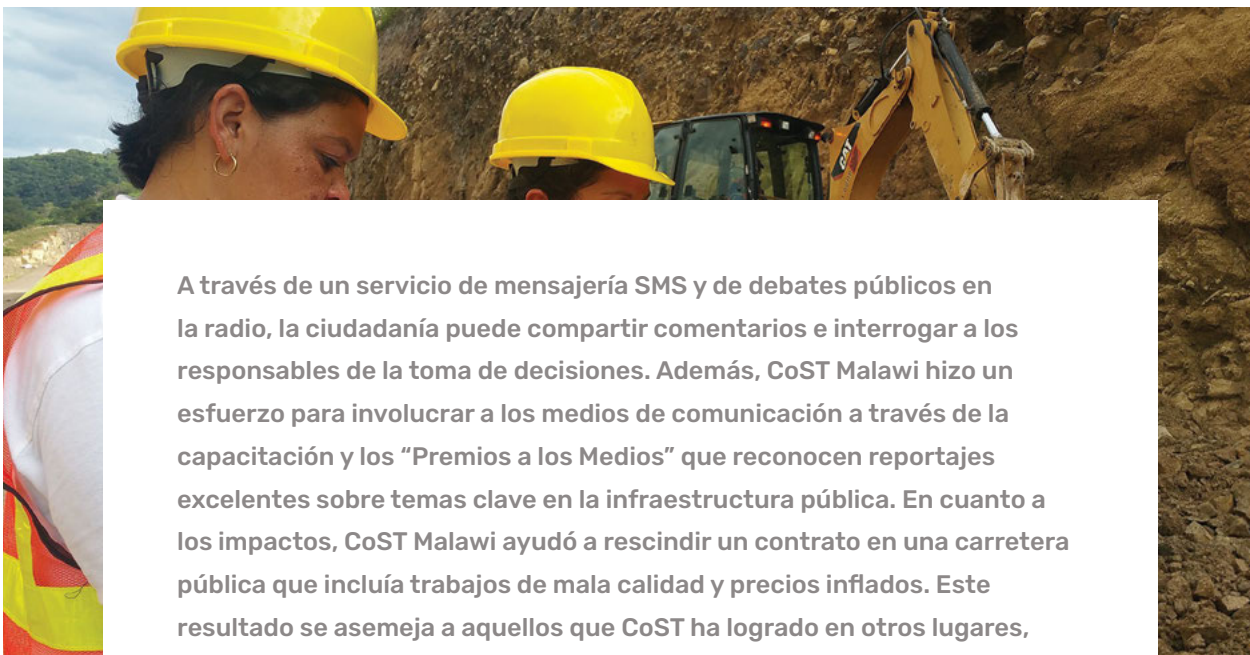 CAT
A través de un servicio de mensajería SMS y de debates públicos en
la radio, la ciudadanía puede compartir comentarios e interrogar a los
responsables de la toma de decisiones. Además, CoST Malawi hizo un
esfuerzo para involucrar a los medios de comunicación a través de la
capacitación y los “Premios a los Medios” que reconocen reportajes
excelentes sobre temas clave en la infraestructura pública. En cuanto a
los impactos, CoST Malawi ayudó a rescindir un contrato en una carretera
pública que incluía trabajos de mala calidad y precios inflados. Este
resultado se asemeja a aquellos que CoST ha logrado en otros lugares,